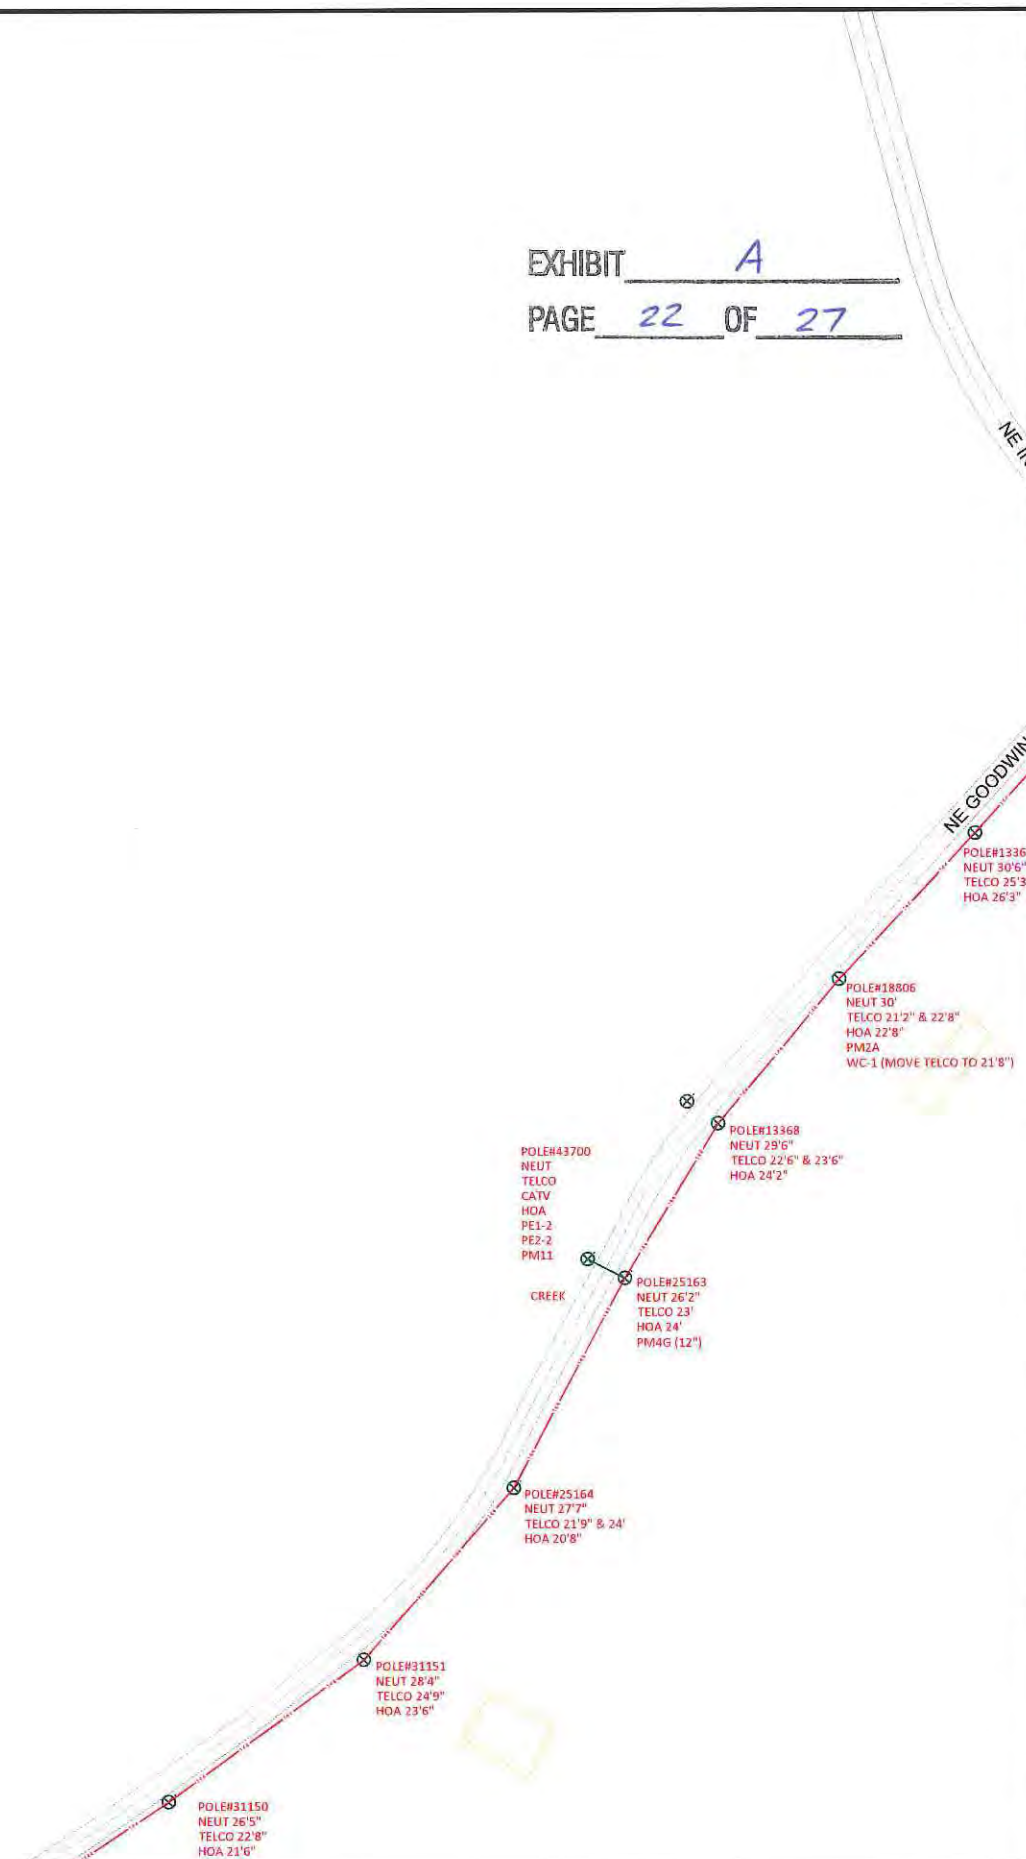 EXHIBIT A
PAGE 22 OF 27
NE
NE GOODWIN
POLE#1336
NEUT 30'6"
TELCO 25'3
HOA 26'3"
POLE#18806
NEUT 30'
TELCO 21'2" & 22'8"
HOA 22'8"
PM2A
WC-1 (MOVE TELCO TO 21'8")
POLE#13368
NEUT 29'6"
TELCO 22'6" & 23'6"
HOA 24'2"
POLE#43700
NEUT
TELCO
CATV
HOA
PE1-2
PE2-2
PM11
CREEK
POLE#25163
NEUT 26'2"
TELCO 23'
HOA 24'
PM4G (12")
POLE#25164
NEUT 27'7"
TELCO 21'9" & 24'
HOA 20'8"
POLE#31151
NEUT 28'4"
TELCO 24'9"
HOA 23'6"
POLE#31150
NEUT 26'5"
TELCO 22'8"
HOA 21'6"